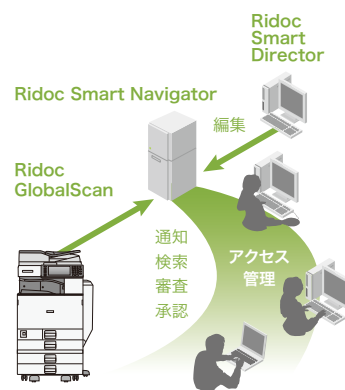 Ridoc
Smart
Director
Ridoc Smart Navigator
編集
Ridoc
GlobalScan
通知
検索
審査
承認
アクセス
管理